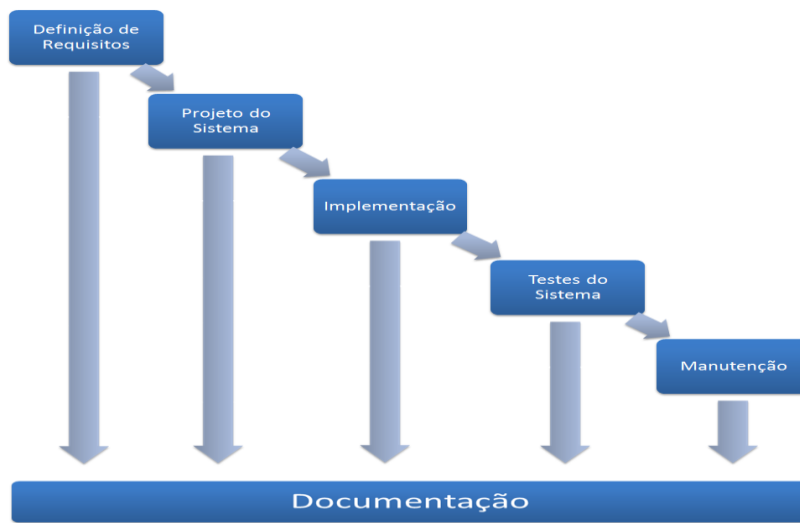 Definição de
Requisitos
Projeto do
Sistema
Implementação
Testes do
Sistema
Manutenção
Documentação